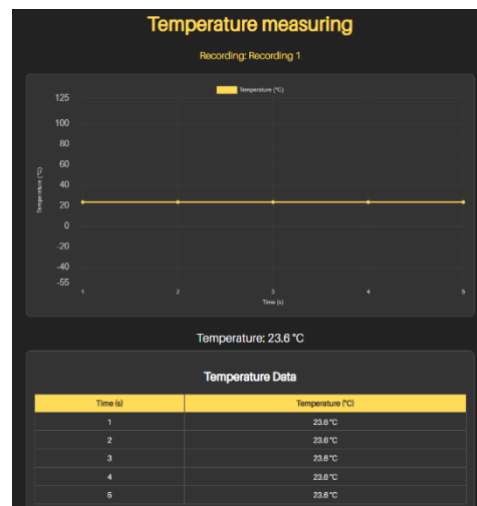 Temperature measuring
Recording: Recording 1
Temperature (°C)
125
100
80
60
40
20
0
-20
-40
-55
Temperature (°C)
1 2 3 4 5
Time (s)
Temperature: 23.6 °C
Temperature Data
Time (s) Temperature (°C)
1 23.6 °C
2 23.6 °C
3 23.6 °C
4 23.6 °C
5 23.6 °C